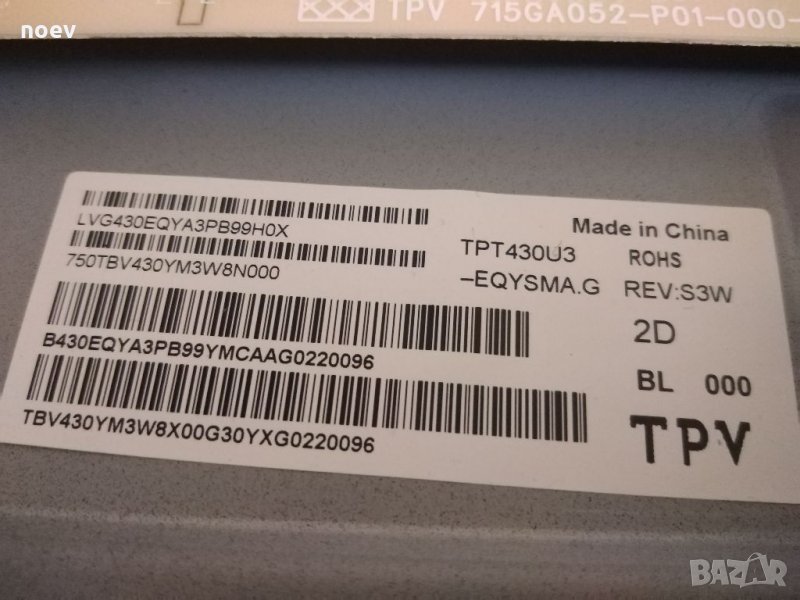 noev
TPV 715GA052-P01-000-
LVG430EQYA3PB99H0X
750TBV430YM3W8N000
B430EQYA3PB99YMCAAG0220096
TBV430YM3W8X00G30YXG0220096
TPT430U3
-EQYSMA.G
Made in China
ROHS
REV:S3W
2D
BL 000
TPV
BAZAR